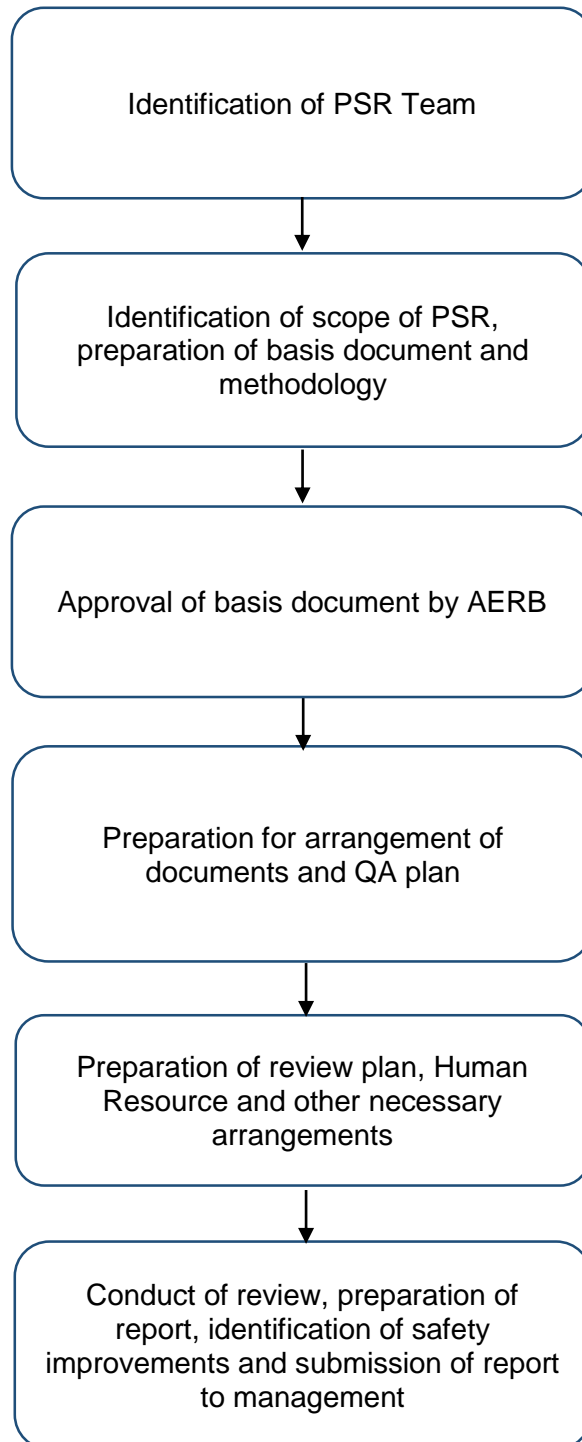 Identification of PSR Team
Identification of scope of PSR,
preparation of basis document and
methodology
Approval of basis document by AERB
Preparation for arrangement of
documents and QA plan
Preparation of review plan, Human
Resource and other necessary
arrangements
Conduct of review, preparation of
report, identification of safety
improvements and submission of report
to management